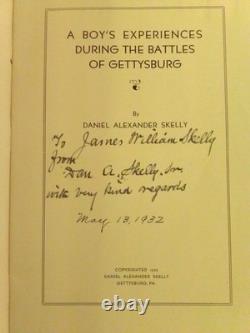 A BOY'S EXPERIENCES
DURING THE BATTLES
OF GETTYSBURG
By
DANIEL ALEXANDER SKELLY
To James William Skelly
from
Dan A. Skelly, Sr.
with very kind regards
May 13, 1932
COPYRIGHTED 1932
DANIEL ALEXANDER SKELLY
GETTYSBURG, PA.